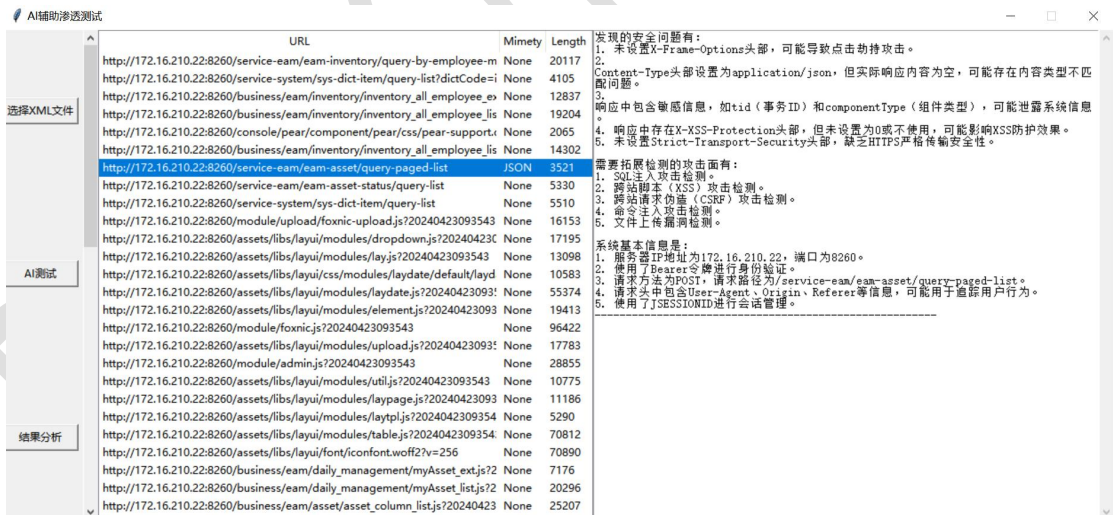 AI辅助渗透测试
选择XML文件
AI测试
结果分析
URL Mimety Length
http://172.16.210.22:8260/service-eam/eam-inventory/query-by-employee-m None 20117
http://172.16.210.22:8260/service-system/sys-dict-item/query-list?dictCode=i None 4105
http://172.16.210.22:8260/business/eam/inventory/inventory_all_employee_ex None 12837
http://172.16.210.22:8260/business/eam/inventory/inventory_all_employee_lis None 19204
http://172.16.210.22:8260/console/pear/component/pear/css/pear-support.c None 2065
http://172.16.210.22:8260/business/eam/inventory/inventory_all_employee_lis None 14302
http://172.16.210.22:8260/service-eam/eam-asset/query-paged-list JSON 3521
http://172.16.210.22:8260/service-eam/eam-asset-status/query-list None 5330
http://172.16.210.22:8260/service-system/sys-dict-item/query-list None 5510
http://172.16.210.22:8260/module/upload/foxnic-upload.js?20240423093543 None 16153
http://172.16.210.22:8260/assets/libs/layui/modules/dropdown.js?20240423C None 17195
http://172.16.210.22:8260/assets/libs/layui/modules/lay.js?20240423093543 None 13098
http://172.16.210.22:8260/assets/libs/layui/css/modules/laydate/default/layd None 10583
http://172.16.210.22:8260/assets/libs/layui/modules/laydate.js?202404230935 None 55374
http://172.16.210.22:8260/assets/libs/layui/modules/element.js?20240423093 None 19413
http://172.16.210.22:8260/module/foxnic.js?20240423093543 None 96422
http://172.16.210.22:8260/assets/libs/layui/modules/upload.js?202404230935 None 17783
http://172.16.210.22:8260/module/admin.js?20240423093543 None 28855
http://172.16.210.22:8260/assets/libs/layui/modules/util.js?20240423093543 None 10775
http://172.16.210.22:8260/assets/libs/layui/modules/laypage.js?20240423093 None 11186
http://172.16.210.22:8260/assets/libs/layui/modules/laytpl.js?2024042309354 None 5290
http://172.16.210.22:8260/assets/libs/layui/modules/table.js?2024042309354 None 70812
http://172.16.210.22:8260/assets/libs/layui/font/iconfont.woff2?v=256 None 70890
http://172.16.210.22:8260/business/eam/daily_management/myAsset_ext.js?2 None 7176
http://172.16.210.22:8260/business/eam/daily_management/myAsset_list.js?2 None 20296
http://172.16.210.22:8260/business/eam/asset/asset_column_list.js?20240423 None 25207
发现的安全问题有:
1. 未设置X-Frame-Options头部，可能导致点击劫持攻击。
2.
Content-Type头部设置为application/json，但实际响应内容为空，可能存在内容类型不匹
配问题。
3.
响应中包含敏感信息，如tid（事务ID）和componentType（组件类型），可能泄露系统信息
。
4. 响应中存在X-XSS-Protection头部，但未设置为0或不使用，可能影响XSS防护效果。
5. 未设置Strict-Transport-Security头部，缺乏HTTPS严格传输安全性。
需要拓展检测的攻击面有:
1. SQL注入攻击检测。
2. 跨站脚本（XSS）攻击检测。
3. 跨站请求伪造（CSRF）攻击检测。
4. 命令注入攻击检测。
5. 文件上传漏洞检测。
系统基本信息是:
1. 服务器IP地址为172.16.210.22，端口为8260。
2. 使用了Bearer令牌进行身份验证。
3. 请求方法为POST，请求路径为/service-eam/eam-asset/query-paged-list。
4. 请求头中包含User-Agent、Origin、Referer等信息，可能用于追踪用户行为。
5. 使用了JSESSIONID进行会话管理。